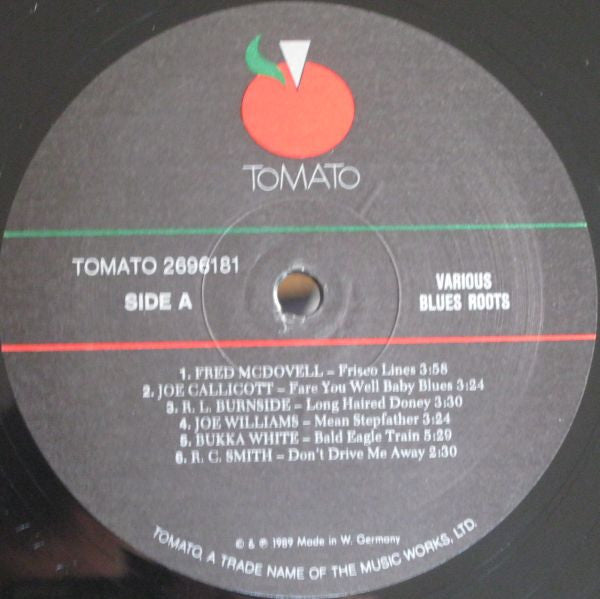 TOMATO
TOMATO 2696181
SIDE A
VARIOUS
BLUES ROOTS
1. FRED MCDOVELL = Frisco Lines 3:58
2. JOE CALLICOTT = Fare You Well Baby Blues 3:24
3. R. L. BURNSIDE = Long Haired Doney 3:30
4. JOE WILLIAMS = Mean Stepfather 3:24
5. BUKKA WHITE = Bald Eagle Train 5:29
6. R. C. SMITH = Don't Drive Me Away 2:30
© & ℗ 1989 Made in W. Germany
TOMATO, A TRADE NAME OF THE MUSIC WORKS, LTD.